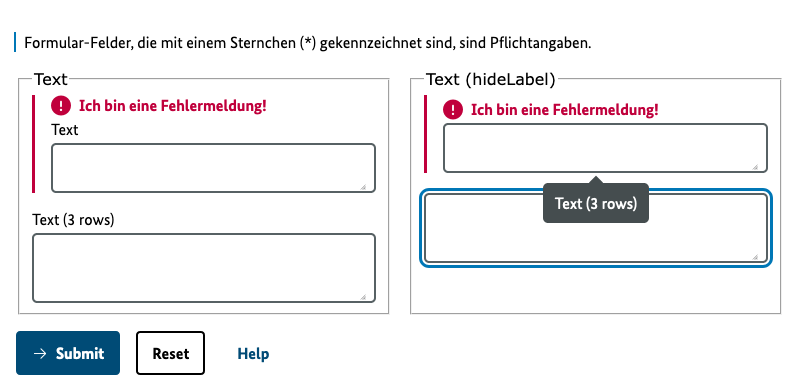 Formular-Felder, die mit einem Sternchen (*) gekennzeichnet sind, sind Pflichtangaben.
Text
Ich bin eine Fehlermeldung!
Text
Text (3 rows)
Text (hideLabel)
Ich bin eine Fehlermeldung!
Text (3 rows)
Submit
Reset
Help